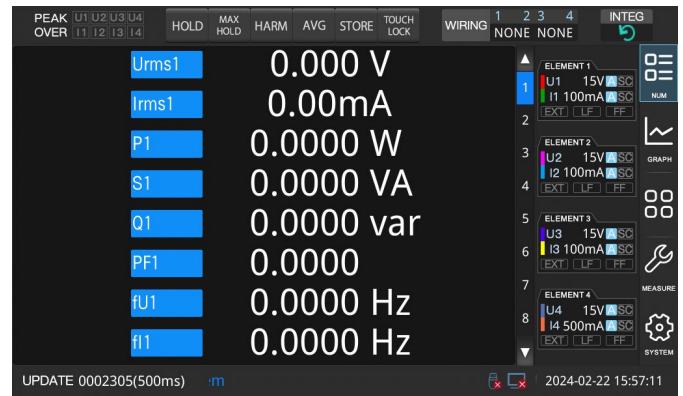 PEAK U1 U2 U3 U4
OVER I1 I2 I3 I4
HOLD
MAX
HOLD
HARM
AVG
STORE
TOUCH
LOCK
WIRING
1 2 3 4
NONE NONE
INTEG
Urms1 0.000 V
Irms1 0.00mA
P1 0.0000 W
S1 0.0000 VA
Q1 0.0000 var
PF1 0.0000
fU1 0.0000 Hz
fI1 0.0000 Hz
1
2
3
4
5
6
7
8
ELEMENT 1
U1 15V A SC
I1 100mA A SC
EXT LF FF
ELEMENT 2
U2 15V A SC
I2 100mA A SC
EXT LF FF
ELEMENT 3
U3 15V A SC
I3 100mA A SC
EXT LF FF
ELEMENT 4
U4 15V A SC
I4 500mA A SC
EXT LF FF
NUM
GRAPH
MEASURE
SYSTEM
UPDATE 0002305(500ms)
2024-02-22 15:57:11